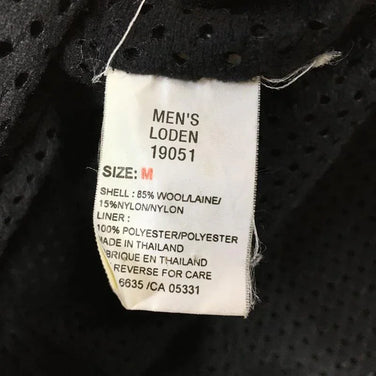 MEN'S
LODEN
19051
SIZE: M
SHELL : 85% WOOL/LAINE/
15%NYLON/NYLON
LINER :
100% POLYESTER/POLYESTER
MADE IN THAILAND
FABRIQUE EN THAILAND
REVERSE FOR CARE
6635 /CA 05331